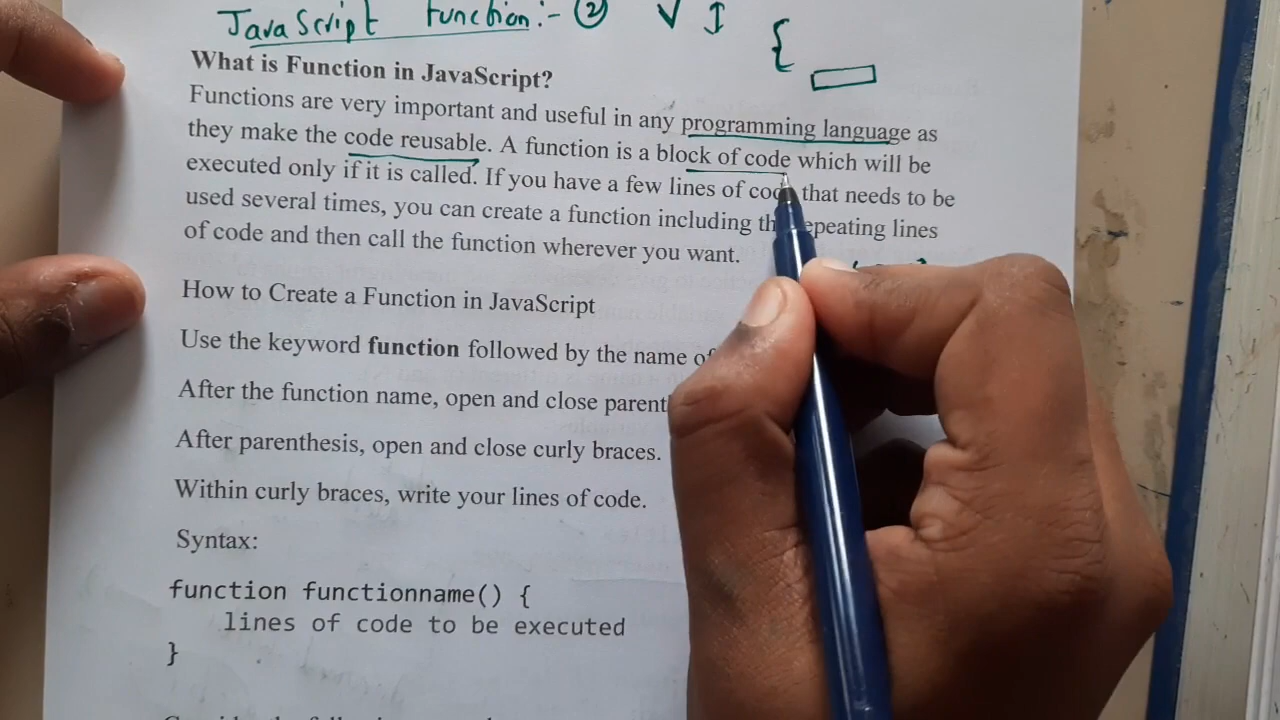 JavaScript function:- ②
What is Function in JavaScript?
Functions are very important and useful in any programming language as
they make the code reusable. A function is a block of code which will be
executed only if it is called. If you have a few lines of code that needs to be
used several times, you can create a function including the repeating lines
of code and then call the function wherever you want.
How to Create a Function in JavaScript
Use the keyword function followed by the name of
After the function name, open and close parent
After parenthesis, open and close curly braces.
Within curly braces, write your lines of code.
Syntax:
function functionname() {
lines of code to be executed
}